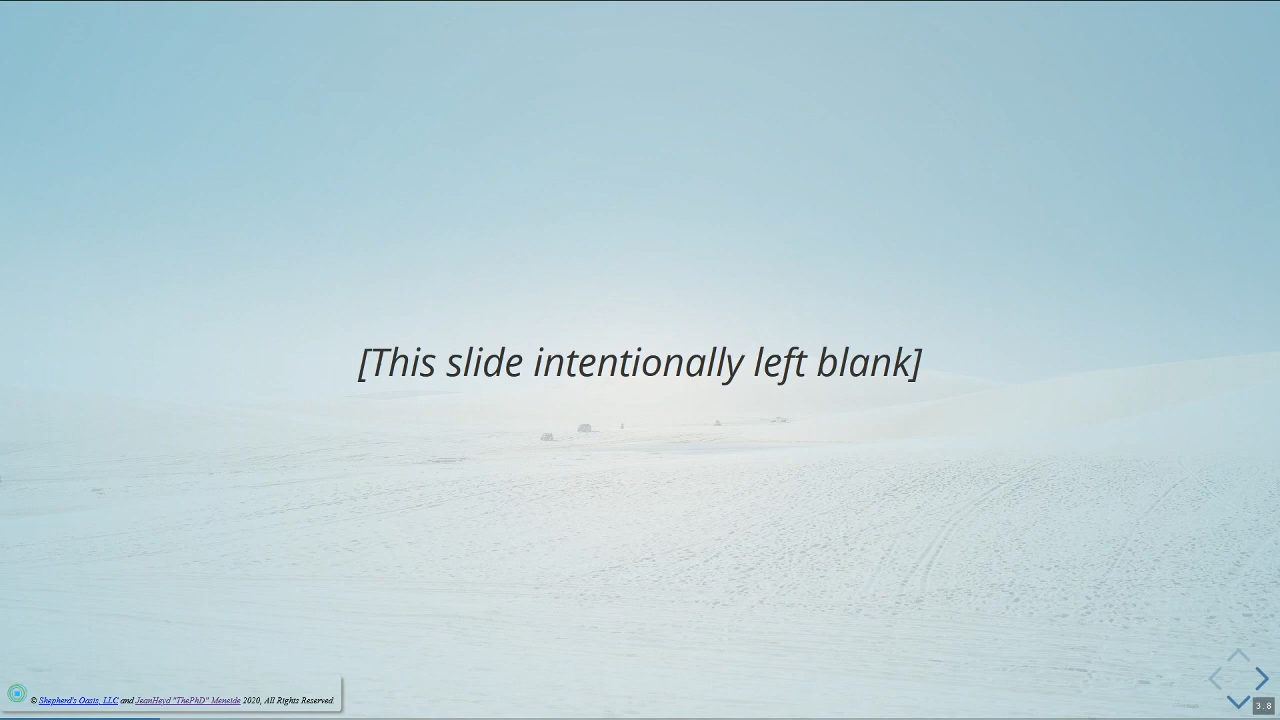 [This slide intentionally left blank]
© Shepherd's Oasis, LLC and JeanHeyd "ThePhD" Meneide 2020, All Rights Reserved.
3.8